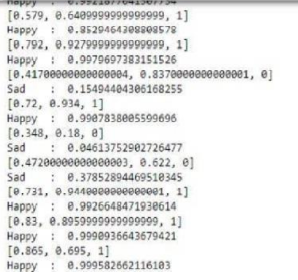 [0.579, 0.6409999999999999, 1]
Happy : 0.8529464308808578
[0.792, 0.9279999999999999, 1]
Happy : 0.9979697383151526
[0.41700000000000004, 0.8370000000000001, 0]
Sad : 0.15494404306168255
[0.72, 0.934, 1]
Happy : 0.9907838005599696
[0.348, 0.18, 0]
Sad : 0.04613752902726477
[0.47200000000000003, 0.622, 0]
Sad : 0.37852894469510345
[0.731, 0.9440000000000001, 1]
Happy : 0.9926648471930614
[0.83, 0.8959999999999999, 1]
Happy : 0.9990936643679421
[0.865, 0.695, 1]
Happy : 0.999582662116103